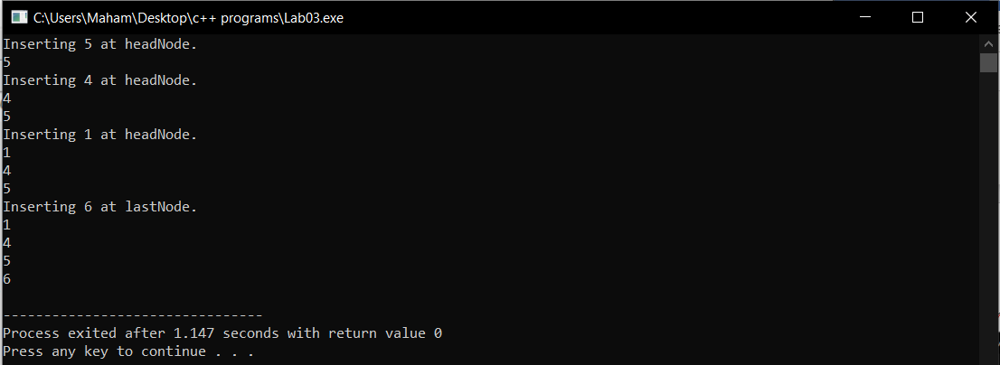 C:\Users\Maham\Desktop\c++ programs\Lab03.exe
Inserting 5 at headNode.
5
Inserting 4 at headNode.
4
5
Inserting 1 at headNode.
1
4
5
Inserting 6 at lastNode.
1
4
5
6
--------------------------------
Process exited after 1.147 seconds with return value 0
Press any key to continue . . .